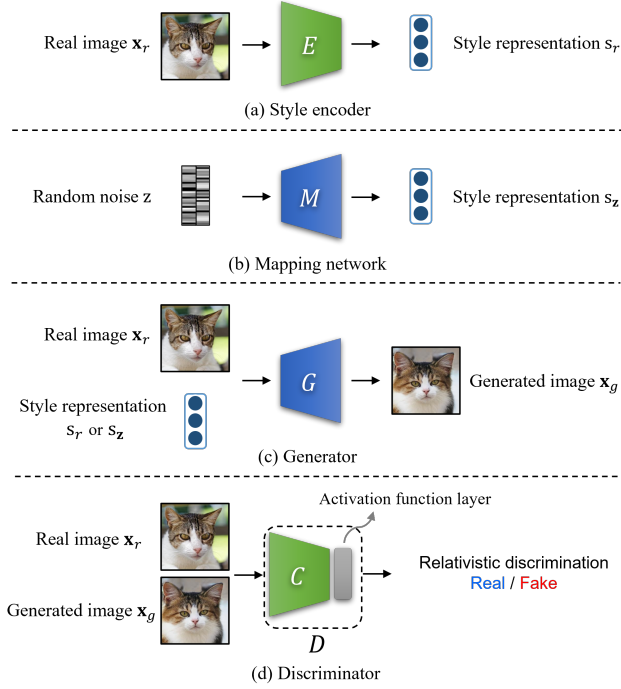 Real image x_r
E
Style representation s_r
(a) Style encoder
Random noise z
M
Style representation s_z
(b) Mapping network
Real image x_r
G
Generated image x_g
Style representation
s_r or s_z
(c) Generator
Activation function layer
Real image x_r
C
Relativistic discrimination
Real / Fake
Generated image x_g
D
(d) Discriminator